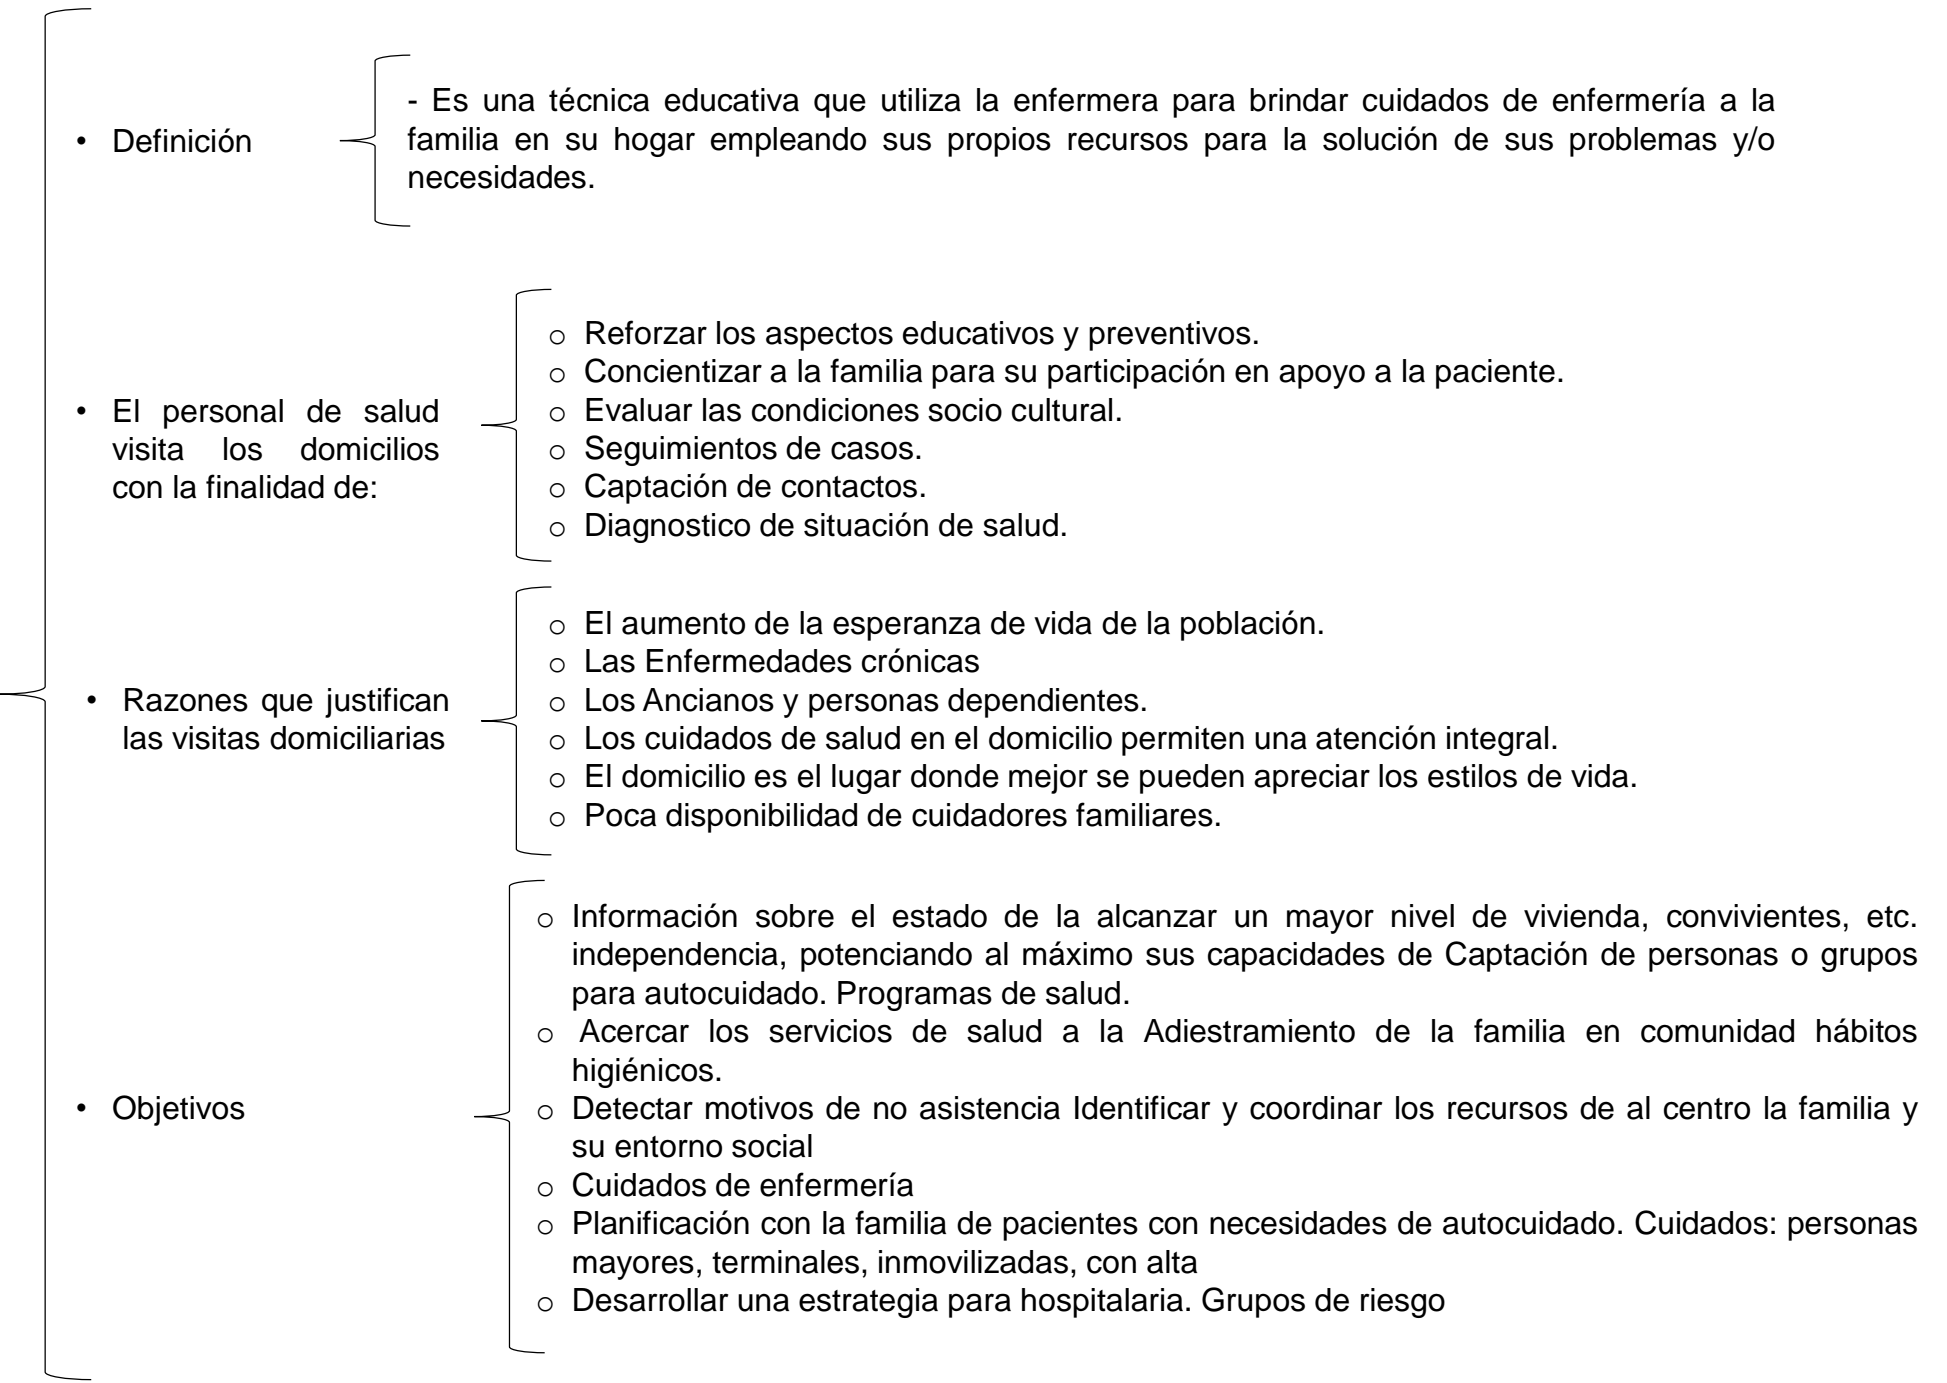 • Definición
- Es una técnica educativa que utiliza la enfermera para brindar cuidados de enfermería a la
familia en su hogar empleando sus propios recursos para la solución de sus problemas y/o
necesidades.
• El personal de salud
visita los domicilios
con la finalidad de:
o Reforzar los aspectos educativos y preventivos.
o Concientizar a la familia para su participación en apoyo a la paciente.
o Evaluar las condiciones socio cultural.
o Seguimientos de casos.
o Captación de contactos.
o Diagnostico de situación de salud.
• Razones que justifican
las visitas domiciliarias
o El aumento de la esperanza de vida de la población.
o Las Enfermedades crónicas
o Los Ancianos y personas dependientes.
o Los cuidados de salud en el domicilio permiten una atención integral.
o El domicilio es el lugar donde mejor se pueden apreciar los estilos de vida.
o Poca disponibilidad de cuidadores familiares.
• Objetivos
o Información sobre el estado de la alcanzar un mayor nivel de vivienda, convivientes, etc.
independencia, potenciando al máximo sus capacidades de Captación de personas o grupos
para autocuidado. Programas de salud.
o Acercar los servicios de salud a la Adiestramiento de la familia en comunidad hábitos
higiénicos.
o Detectar motivos de no asistencia Identificar y coordinar los recursos de al centro la familia y
su entorno social
o Cuidados de enfermería
o Planificación con la familia de pacientes con necesidades de autocuidado. Cuidados: personas
mayores, terminales, inmovilizadas, con alta
o Desarrollar una estrategia para hospitalaria. Grupos de riesgo